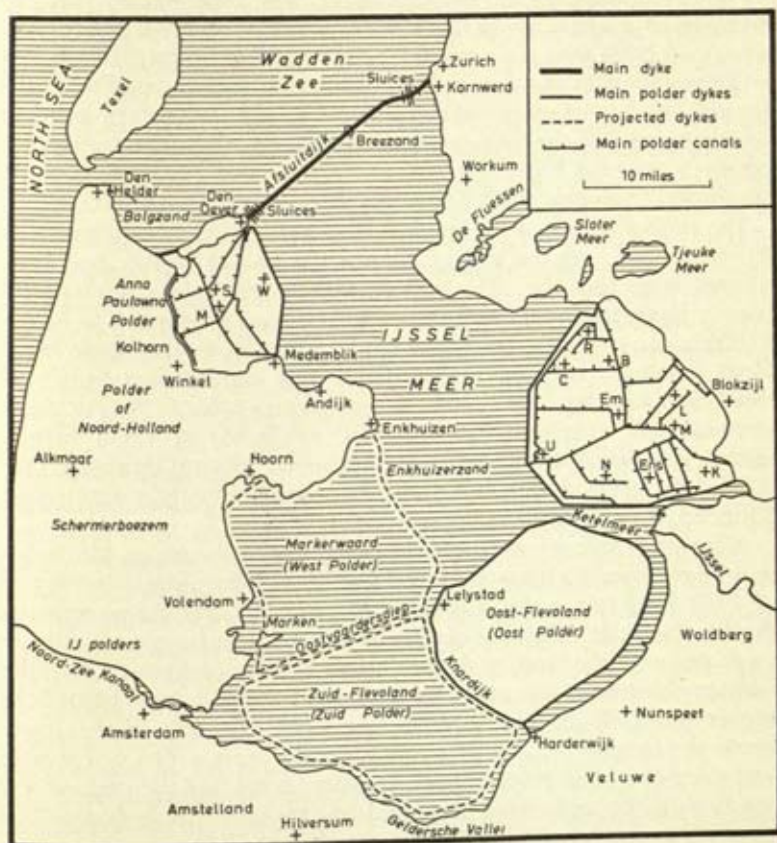 NORTH SEA
Texel
Wadden
Zee
Zurich
Sluices
Kornwerd
Breezand
Afsluitdijk
Main dyke
Main polder dykes
Projected dykes
Main polder canals
10 miles
Den
Helder
Balgzand
Den
Oever
Sluices
Workum
De Fluessen
Sloter
Meer
Tjeuke
Meer
Anna
Paulowna
Polder
S
M
W
Kolhorn
Winkel
Medemblik
IJSSEL
MEER
R
B
C
Em
L
M
Blokzijl
U
N
Ens
K
Polder
of
Noord-Holland
Andijk
Enkhuizen
Alkmaar
Hoorn
Enkhuizerzand
Schermerboezem
Markerwaard
(West Polder)
Ketelmeer
IJssel
Volendam
Marken
Oostvaardersdiep
Lelystad
Oost-Flevoland
(Oost Polder)
Woldberg
IJ polders
Noord-Zee Kanaal
Knardijk
Zuid-Flevoland
(Zuid Polder)
Amsterdam
Nunspeet
Harderwijk
Veluwe
Amstelland
Hilversum
Geldersche Vallei